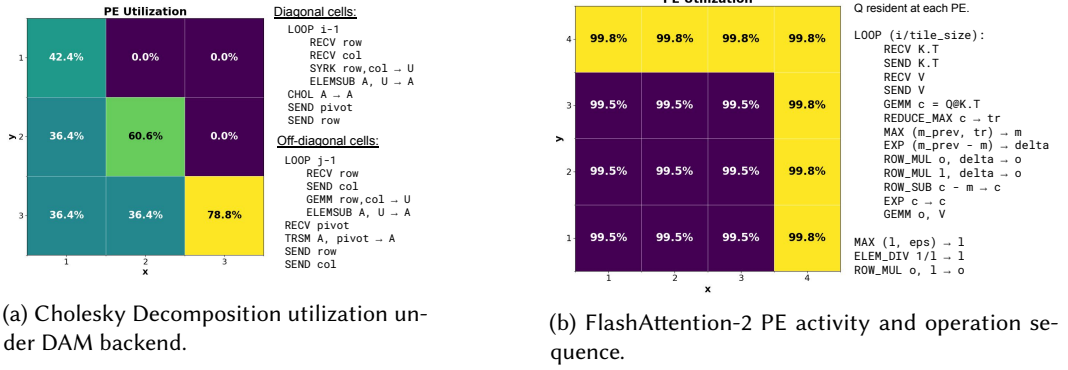 PE Utilization
1
42.4%
0.0%
0.0%
y
2
36.4%
60.6%
0.0%
3
36.4%
36.4%
78.8%
1
2
3
x
Diagonal cells:
LOOP i-1
RECV row
RECV col
SYRK row,col → U
ELEMSUB A, U → A
CHOL A → A
SEND pivot
SEND row
Off-diagonal cells:
LOOP j-1
RECV row
SEND col
GEMM row,col → U
ELEMSUB A, U → A
RECV pivot
TRSM A, pivot → A
SEND row
SEND col
(a) Cholesky Decomposition utilization un-
der DAM backend.
PE Utilization
4
99.8%
99.8%
99.8%
99.8%
3
99.5%
99.5%
99.5%
99.8%
y
2
99.5%
99.5%
99.5%
99.8%
1
99.5%
99.5%
99.5%
99.8%
1
2
3
4
x
Q resident at each PE.
LOOP (i/tile_size):
RECV K.T
SEND K.T
RECV V
SEND V
GEMM c = Q@K.T
REDUCE_MAX c → tr
MAX (m_prev, tr) → m
EXP (m_prev - m) → delta
ROW_MUL o, delta → o
ROW_MUL l, delta → o
ROW_SUB c - m → c
EXP c → c
GEMM o, V
MAX (l, eps) → l
ELEM_DIV 1/l → l
ROW_MUL o, l → o
(b) FlashAttention-2 PE activity and operation se-
quence.